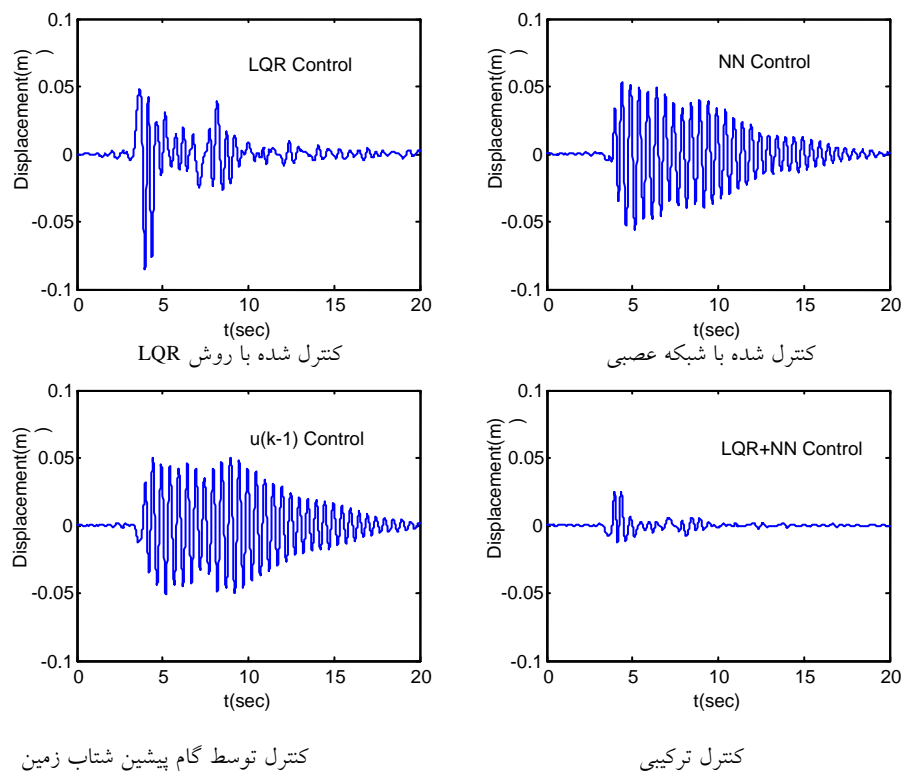 0.1
0.05
0
-0.05
-0.1
Displacement(m)
LQR Control
0 5 10 15 20
t(sec)
کنترل شده با روش LQR
0.1
0.05
0
-0.05
-0.1
Displacement(m)
NN Control
0 5 10 15 20
t(sec)
کنترل شده با شبکه عصبی
0.1
0.05
0
-0.05
-0.1
Displacement(m)
u(k-1) Control
0 5 10 15 20
t(sec)
کنترل توسط گام پیشین شتاب زمین
0.1
0.05
0
-0.05
-0.1
Displacement(m)
LQR+NN Control
0 5 10 15 20
t(sec)
کنترل ترکیبی